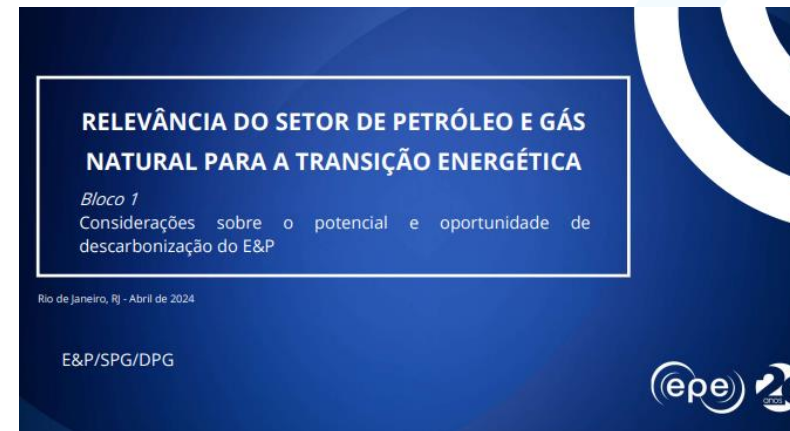 RELEVÂNCIA DO SETOR DE PETRÓLEO E GÁS
NATURAL PARA A TRANSIÇÃO ENERGÉTICA
Bloco 1
Considerações sobre o potencial e oportunidade de
descarbonização do E&P
Rio de Janeiro, RJ - Abril de 2024
E&P/SPG/DPG
epe
anos